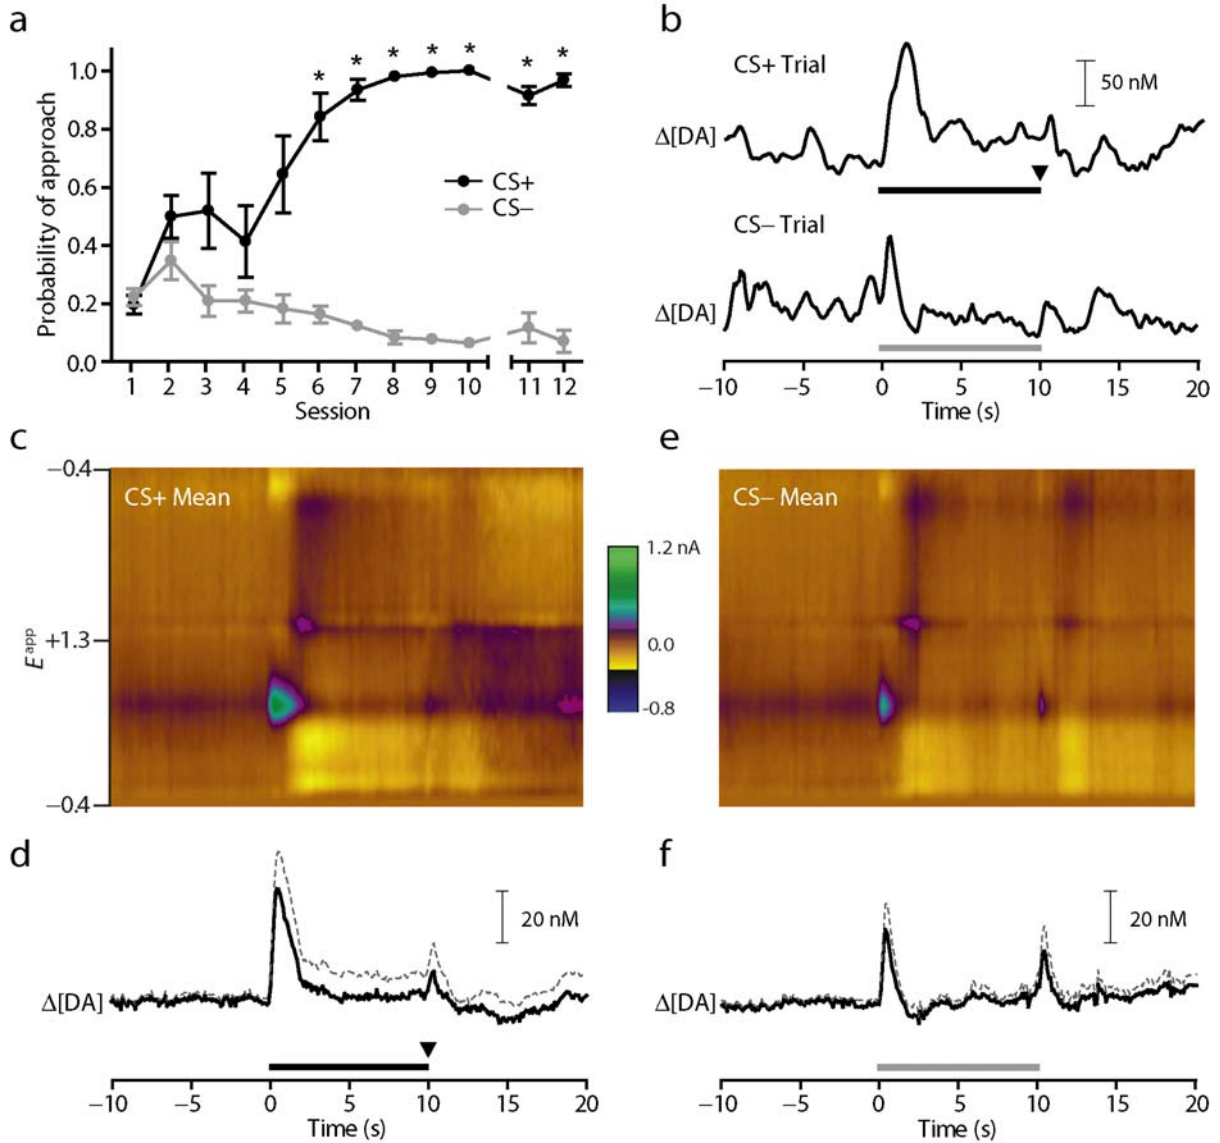 a
Probability of approach
1.0
0.8
0.6
0.4
0.2
0.0
* * * * * * *
CS+
CS−
1 2 3 4 5 6 7 8 9 10 11 12
Session
b
CS+ Trial
50 nM
Δ[DA]
CS− Trial
Δ[DA]
−10 −5 0 5 10 15 20
Time (s)
c
−0.4
CS+ Mean
+1.3
E^app
−0.4
1.2 nA
0.0
-0.8
e
CS− Mean
d
20 nM
Δ[DA]
−10 −5 0 5 10 15 20
Time (s)
f
20 nM
Δ[DA]
−10 −5 0 5 10 15 20
Time (s)